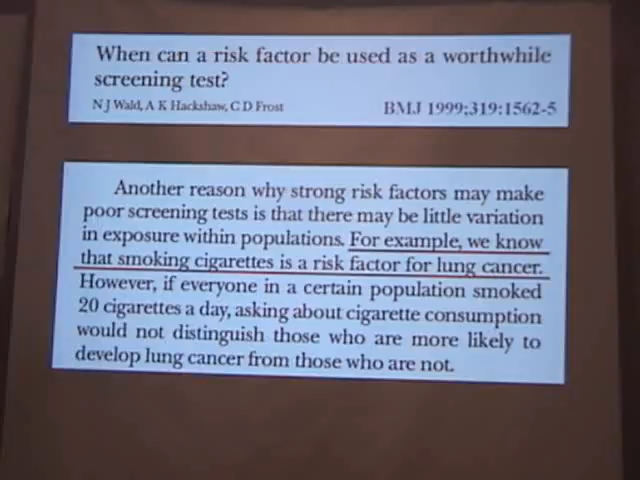 When can a risk factor be used as a worthwhile
screening test?
N J Wald, A K Hackshaw, C D Frost
BMJ 1999;319:1562-5
Another reason why strong risk factors may make
poor screening tests is that there may be little variation
in exposure within populations. For example, we know
that smoking cigarettes is a risk factor for lung cancer.
However, if everyone in a certain population smoked
20 cigarettes a day, asking about cigarette consumption
would not distinguish those who are more likely to
develop lung cancer from those who are not.